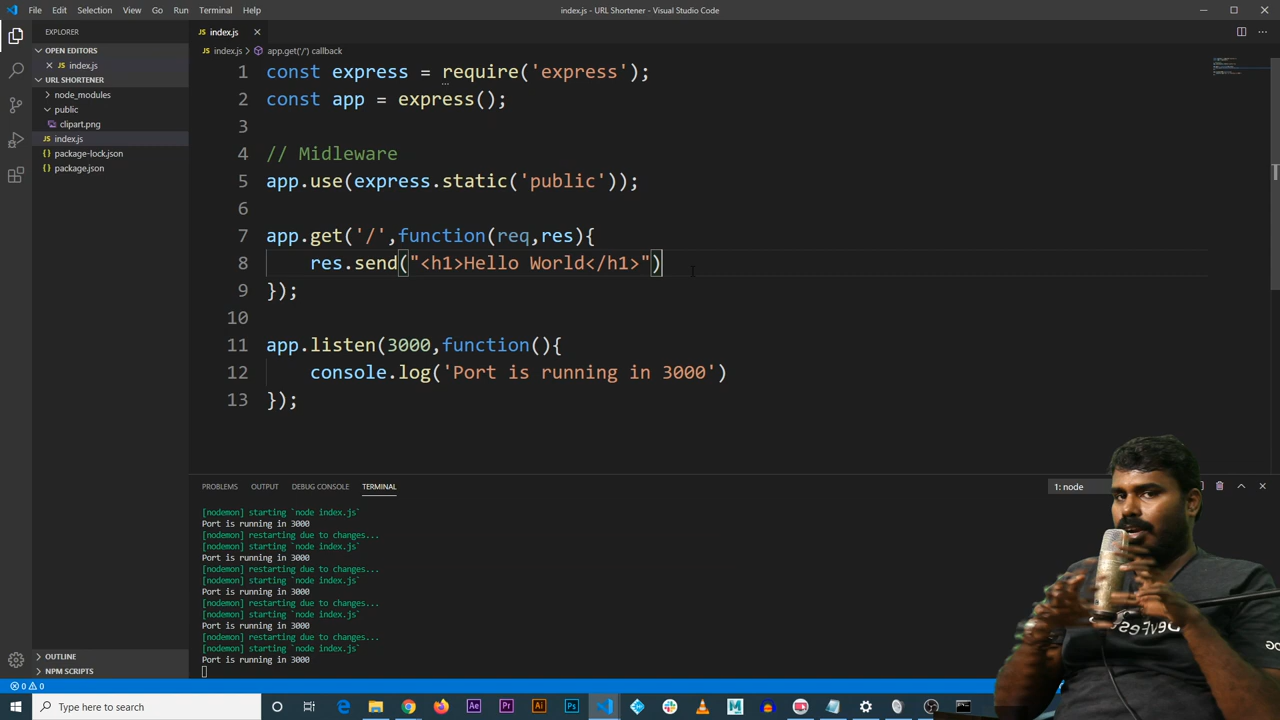 File Edit Selection View Go Run Terminal Help
index.js - URL Shortener - Visual Studio Code
EXPLORER
OPEN EDITORS
index.js
URL SHORTENER
node_modules
public
clipart.png
index.js
package-lock.json
package.json
OUTLINE
NPM SCRIPTS
index.js
index.js > app.get('/') callback
1 const express = require('express');
2 const app = express();
3
4 // Midleware
5 app.use(express.static('public'));
6
7 app.get('/',function(req,res){
8 res.send("<h1>Hello World</h1>")
9 });
10
11 app.listen(3000,function(){
12 console.log('Port is running in 3000')
13 });
PROBLEMS OUTPUT DEBUG CONSOLE TERMINAL
1: node
[nodemon] starting `node index.js`
Port is running in 3000
[nodemon] restarting due to changes...
[nodemon] starting `node index.js`
Port is running in 3000
[nodemon] restarting due to changes...
[nodemon] starting `node index.js`
Port is running in 3000
[nodemon] restarting due to changes...
[nodemon] starting `node index.js`
Port is running in 3000
[nodemon] restarting due to changes...
[nodemon] starting `node index.js`
Port is running in 3000
0 0
Type here to search
Ae Pr Ai Ps